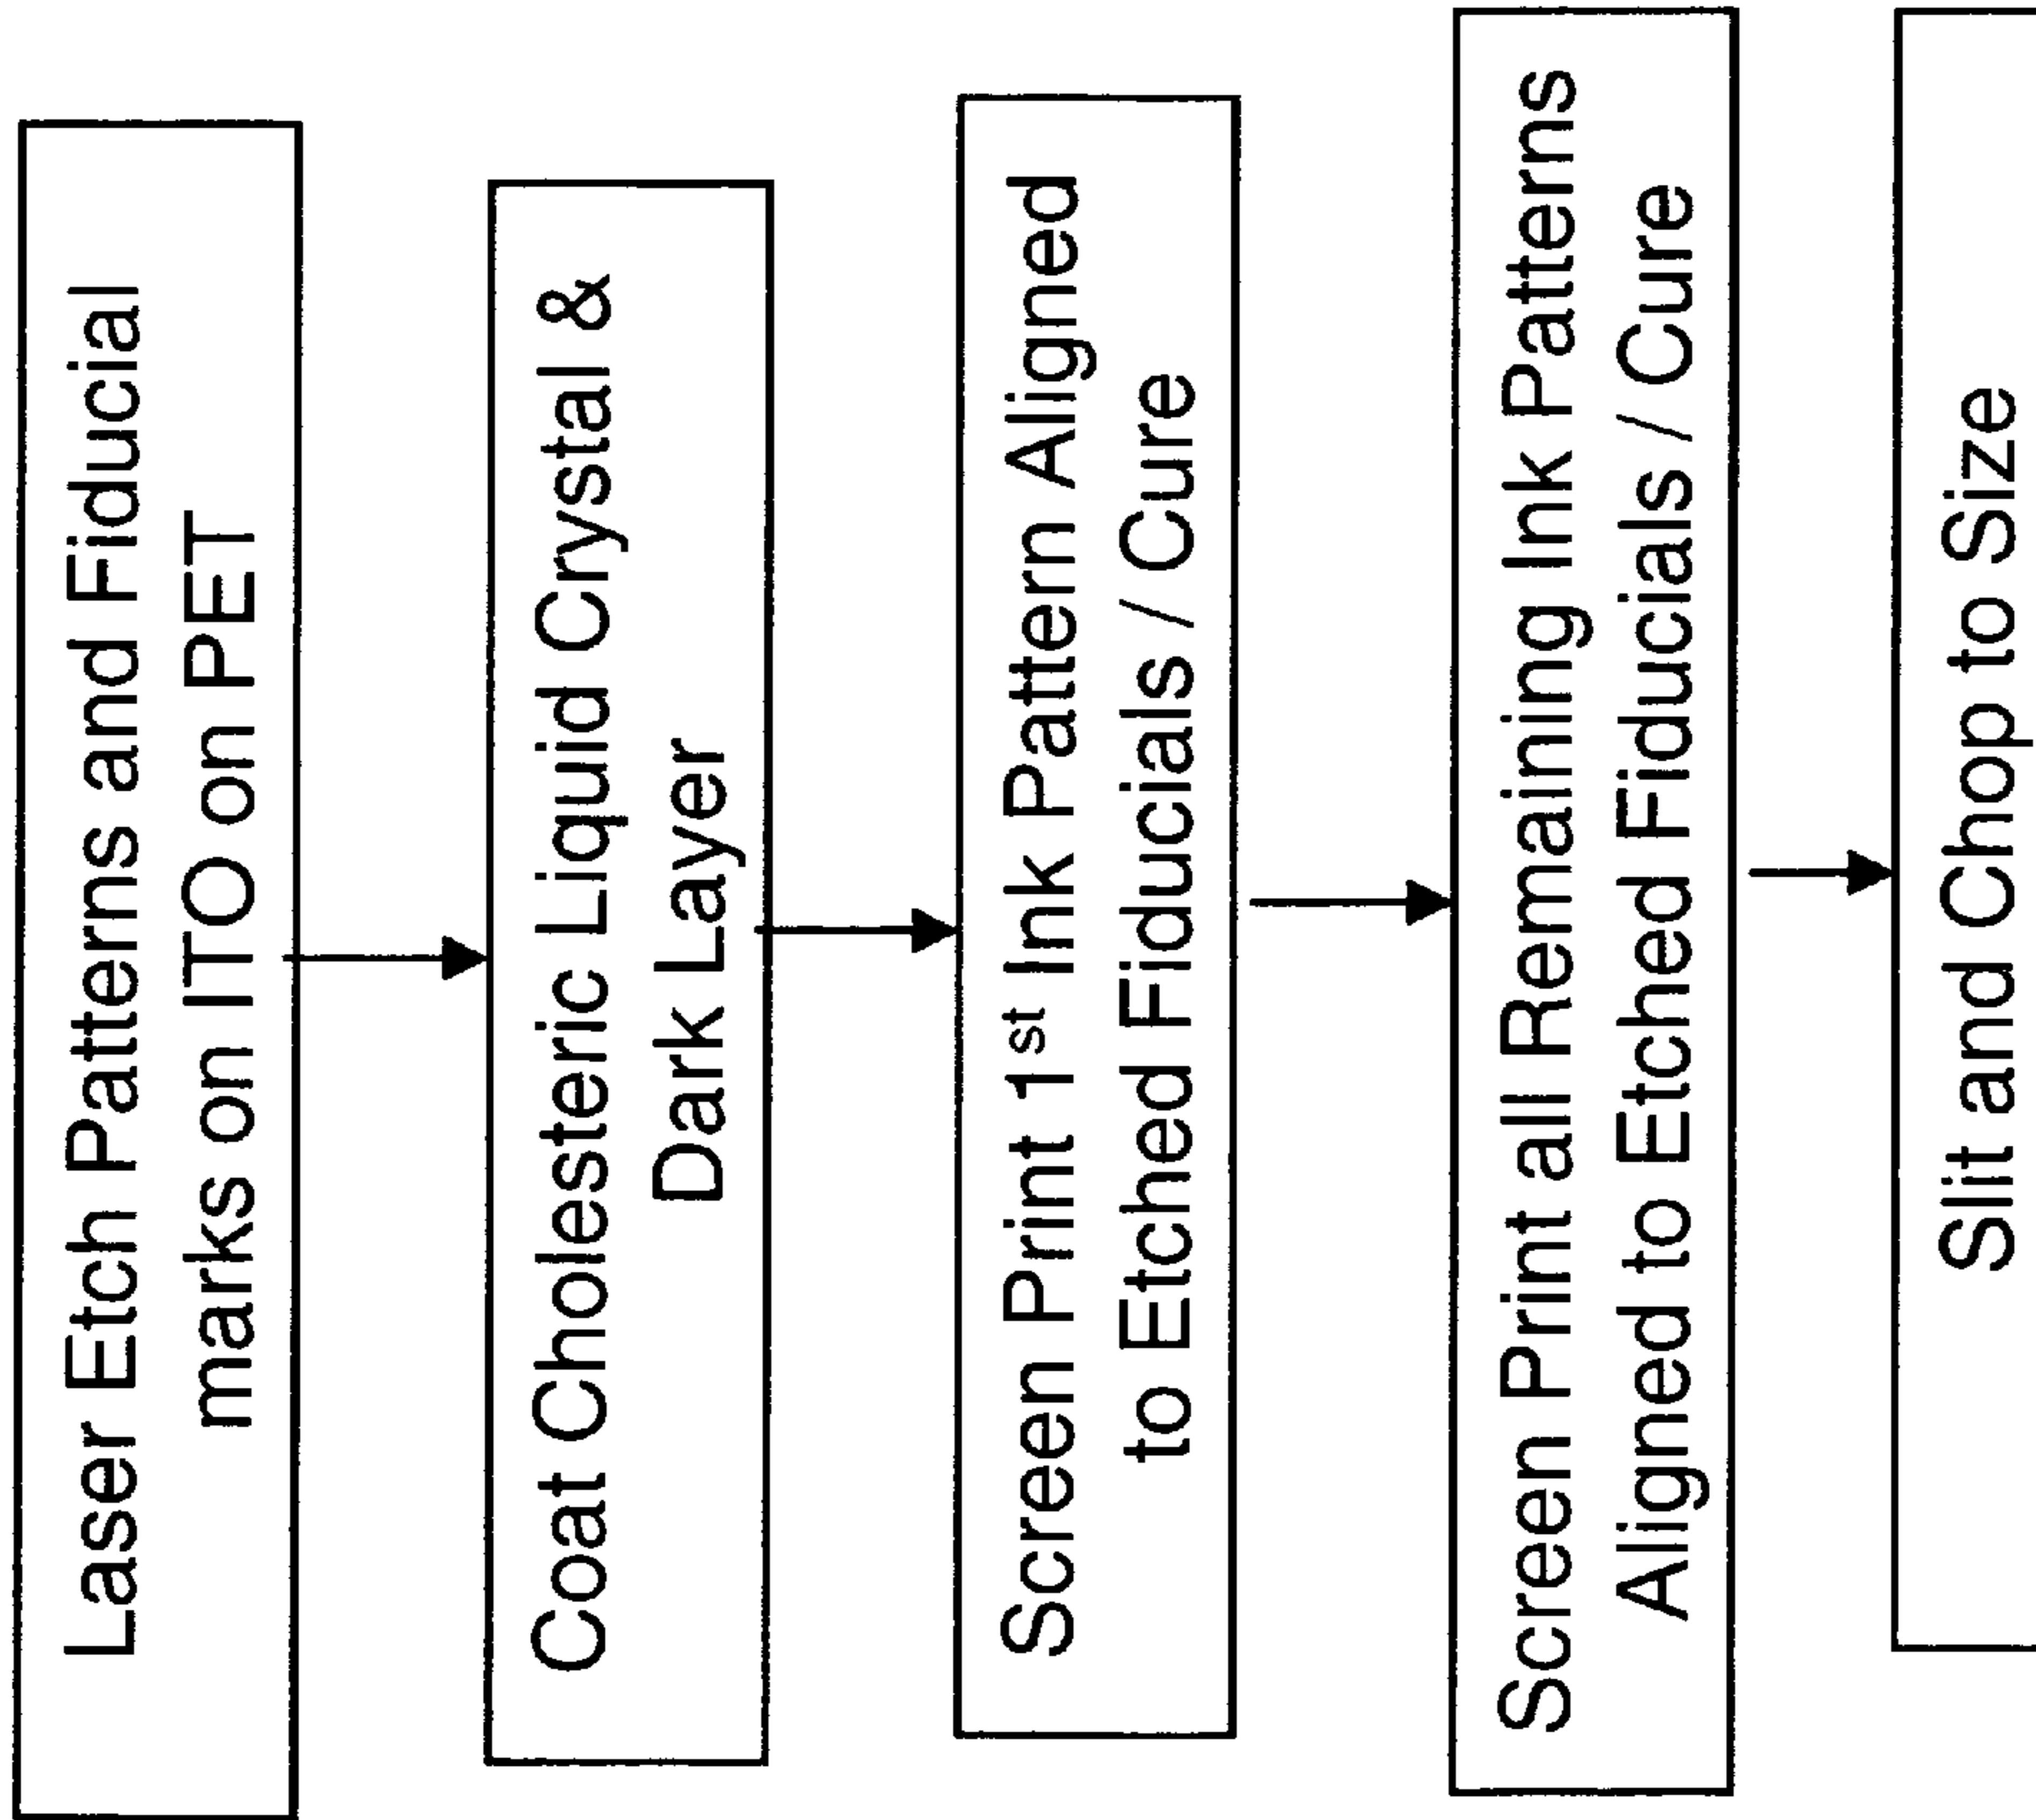 Laser Etch Patterns and Fiducial
marks on ITO on PET
Coat Cholesteric Liquid Crystal &
Dark Layer
Screen Print 1st Ink Pattern Aligned
to Etched Fiducials / Cure
Screen Print all Remaining Ink Patterns
Aligned to Etched Fiducials / Cure
Slit and Chop to Size